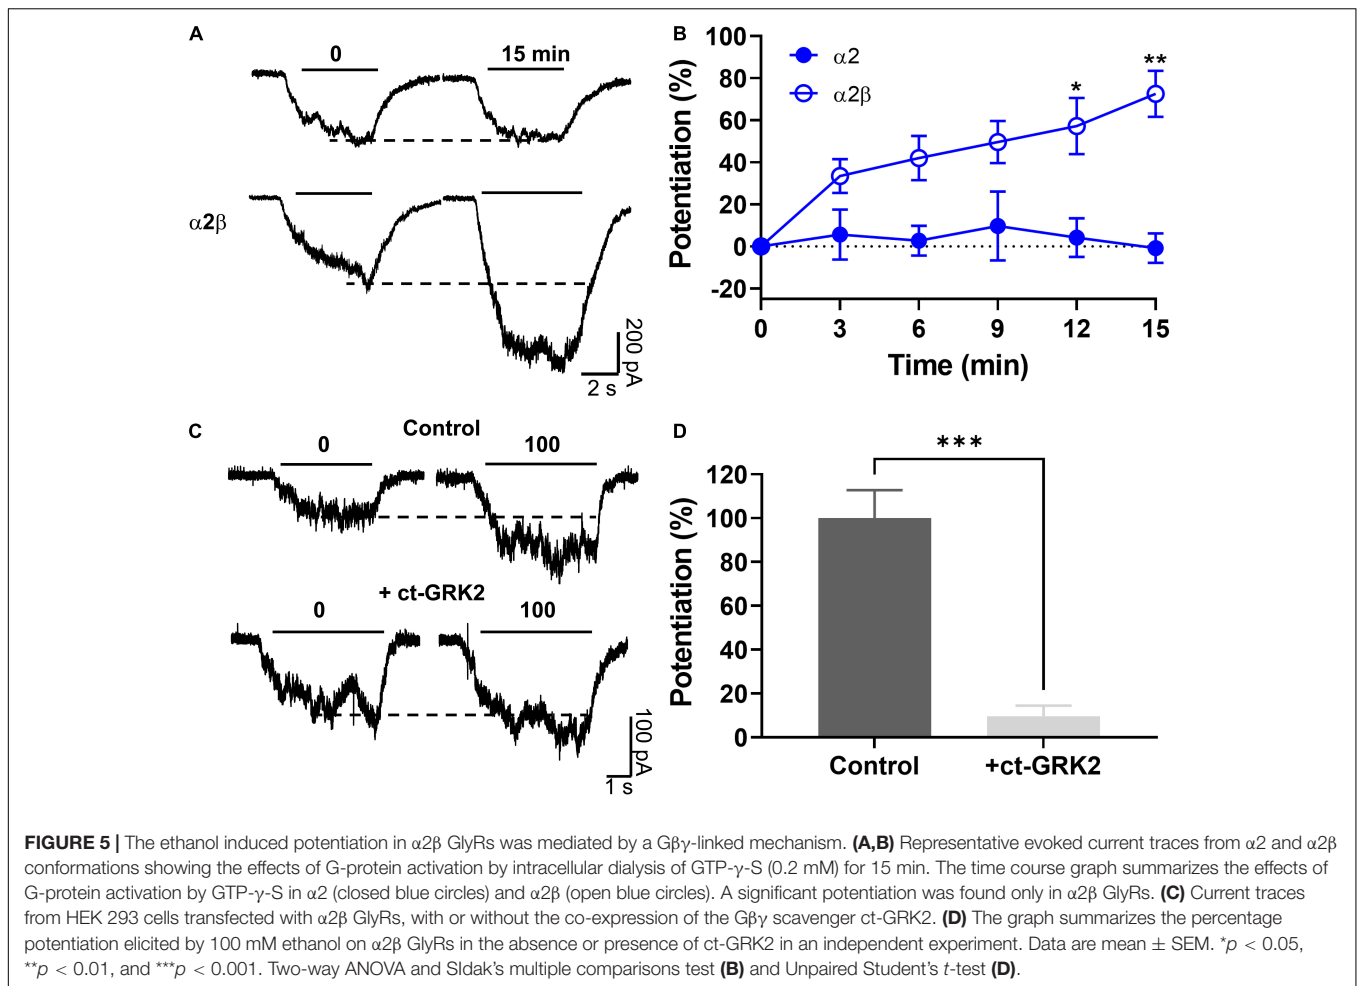 A
0
15 min
α2β
200 pA
2 s
B
100
80
60
40
20
0
-20
Potentiation (%)
α2
α2β
*
**
0 3 6 9 12 15
Time (min)
C
Control
0
100
+ ct-GRK2
0
100
100 pA
1 s
D
***
120
100
80
60
40
20
0
Potentiation (%)
Control
+ct-GRK2
FIGURE 5 | The ethanol induced potentiation in α2β GlyRs was mediated by a Gβγ-linked mechanism. (A,B) Representative evoked current traces from α2 and α2β
conformations showing the effects of G-protein activation by intracellular dialysis of GTP-γ-S (0.2 mM) for 15 min. The time course graph summarizes the effects of
G-protein activation by GTP-γ-S in α2 (closed blue circles) and α2β (open blue circles). A significant potentiation was found only in α2β GlyRs. (C) Current traces
from HEK 293 cells transfected with α2β GlyRs, with or without the co-expression of the Gβγ scavenger ct-GRK2. (D) The graph summarizes the percentage
potentiation elicited by 100 mM ethanol on α2β GlyRs in the absence or presence of ct-GRK2 in an independent experiment. Data are mean ± SEM. *p < 0.05,
**p < 0.01, and ***p < 0.001. Two-way ANOVA and SIdak's multiple comparisons test (B) and Unpaired Student's t-test (D).